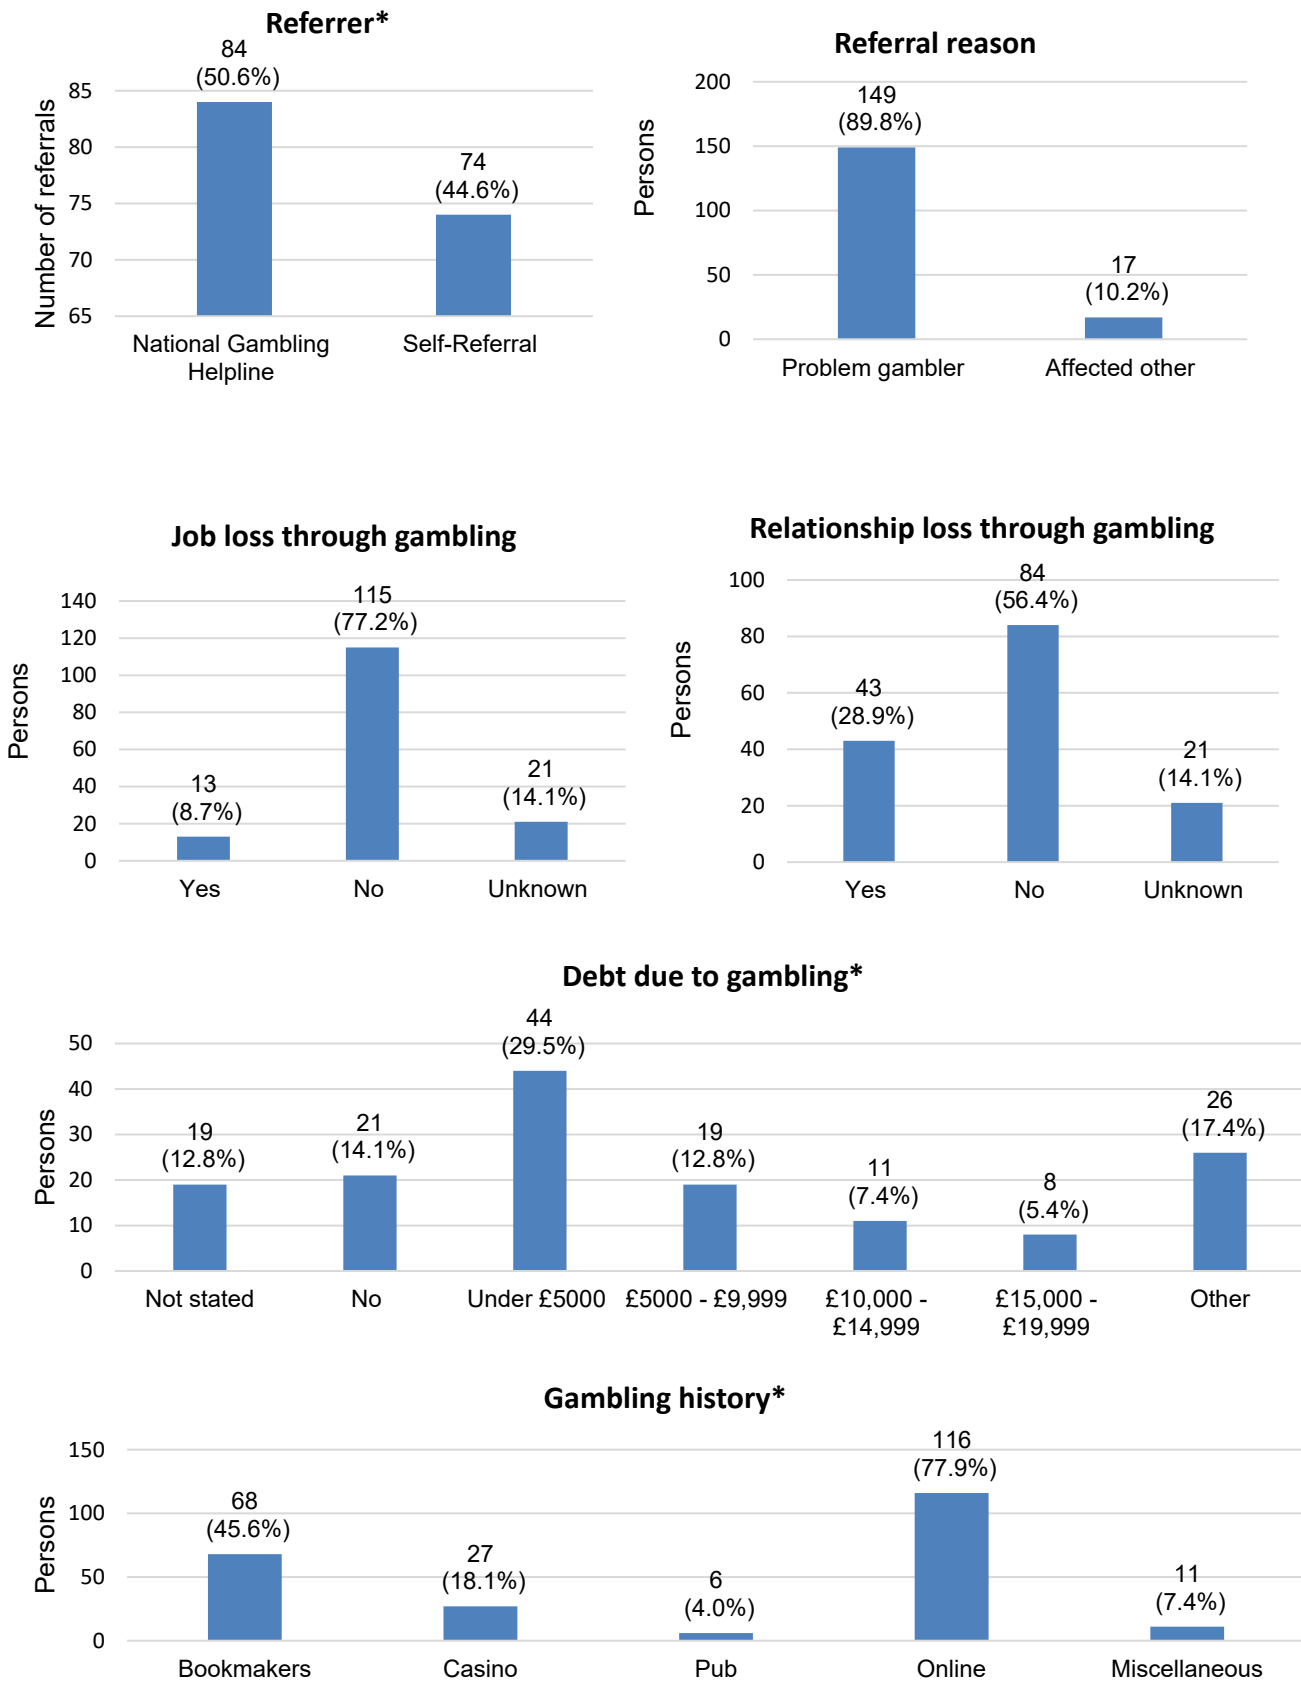 Referrer*
84
(50.6%)
85
80
75
70
65
Number of referrals
74
(44.6%)
National Gambling
Helpline
Self-Referral
Referral reason
200
150
100
50
0
Persons
149
(89.8%)
17
(10.2%)
Problem gambler
Affected other
Job loss through gambling
140
120
100
80
60
40
20
0
Persons
13
(8.7%)
115
(77.2%)
21
(14.1%)
Yes
No
Unknown
Relationship loss through gambling
100
80
60
40
20
0
Persons
43
(28.9%)
84
(56.4%)
21
(14.1%)
Yes
No
Unknown
Debt due to gambling*
50
40
30
20
10
0
Persons
19
(12.8%)
21
(14.1%)
44
(29.5%)
19
(12.8%)
11
(7.4%)
8
(5.4%)
26
(17.4%)
Not stated
No
Under £5000
£5000 - £9,999
£10,000 -
£14,999
£15,000 -
£19,999
Other
Gambling history*
150
100
50
0
Persons
68
(45.6%)
27
(18.1%)
6
(4.0%)
116
(77.9%)
11
(7.4%)
Bookmakers
Casino
Pub
Online
Miscellaneous